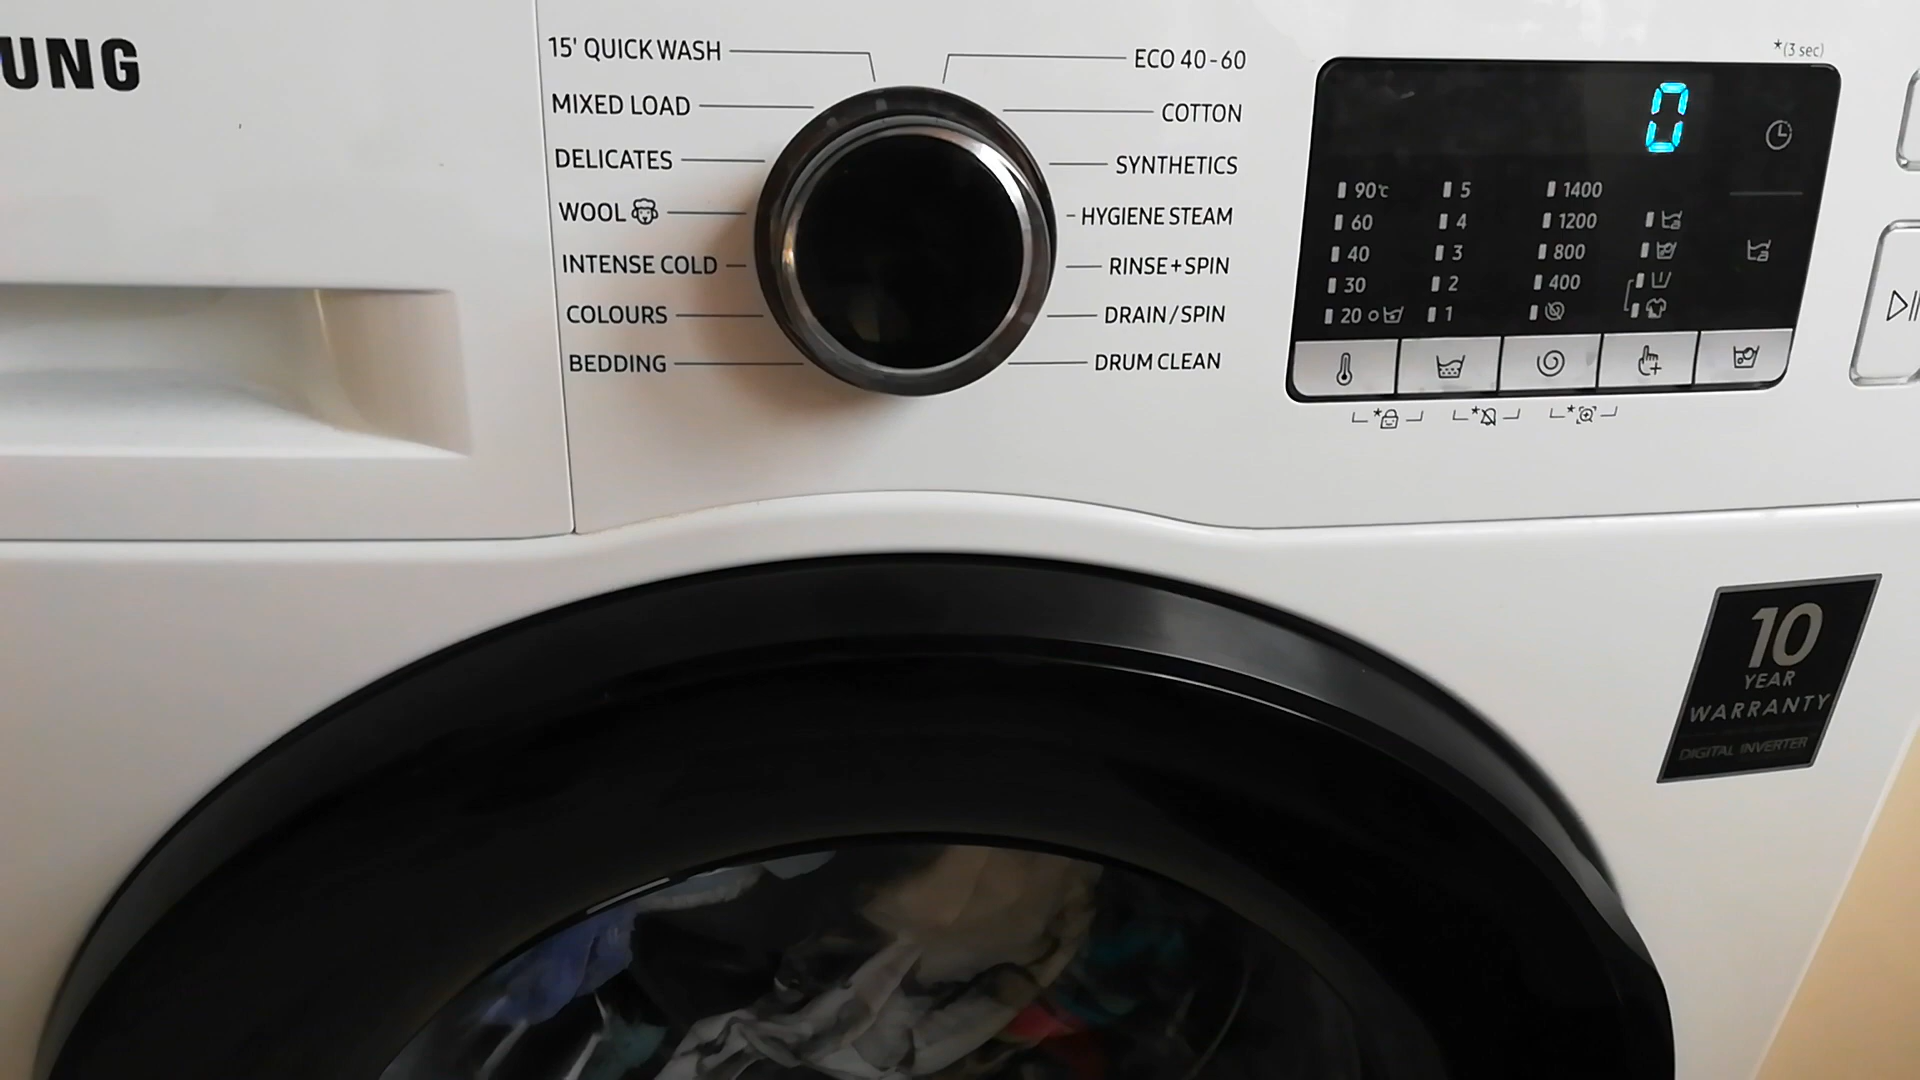 UNG
15' QUICK WASH
MIXED LOAD
DELICATES
WOOL
INTENSE COLD
COLOURS
BEDDING
ECO 40-60
COTTON
SYNTHETICS
HYGIENE STEAM
RINSE+SPIN
DRAIN/SPIN
DRUM CLEAN
*(3 sec)
0
90℃ 5 1400
60 4 1200
40 3 800
30 2 400
20 1
* * *
10
YEAR
WARRANTY
DIGITAL INVERTER